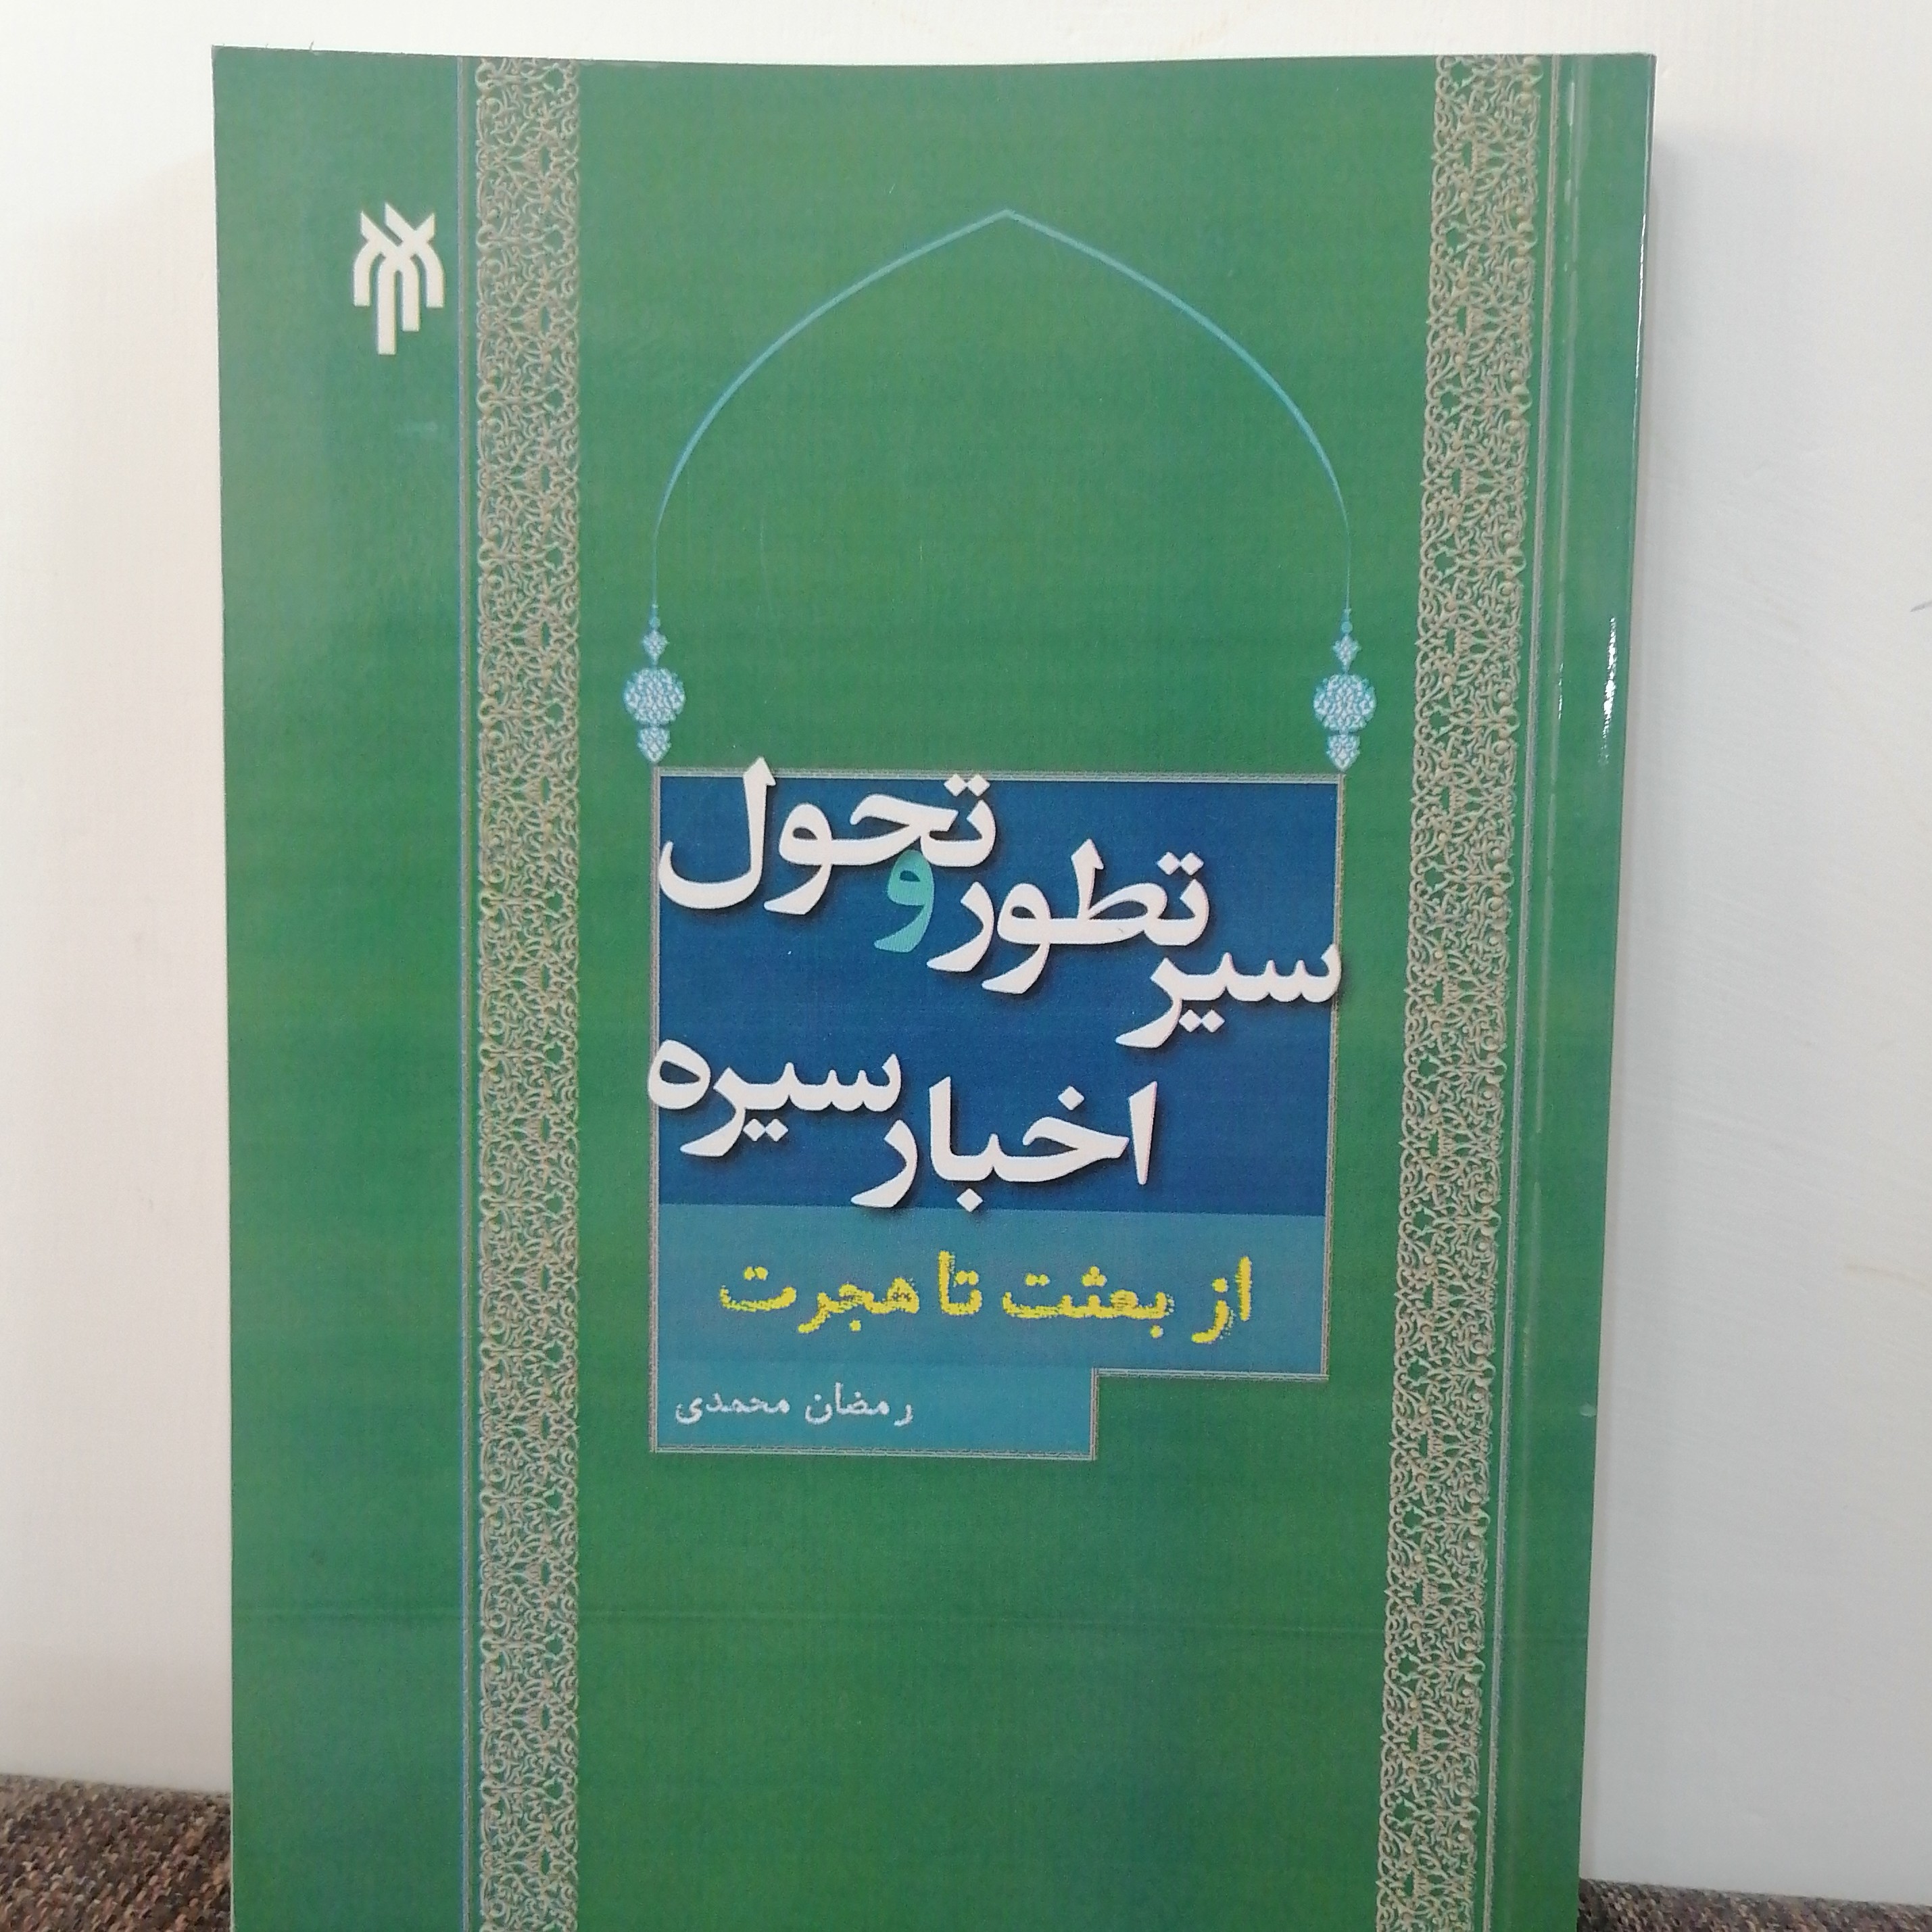 سیر تطور و تحول
اخبار سیره
از بعثت تا هجرت
رمضان محمدی